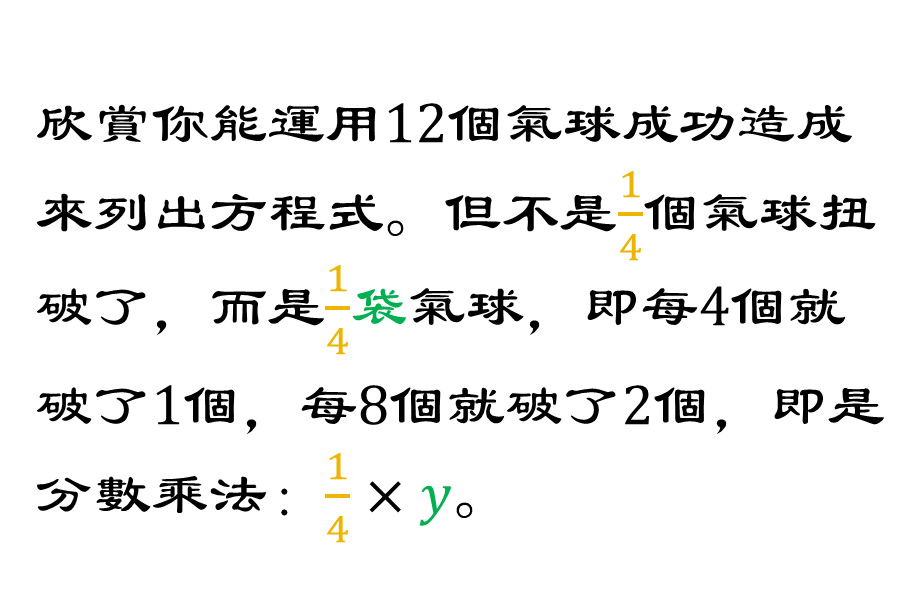 欣賞你能運用12個氣球成功造成
來列出方程式。但不是1/4個氣球扭
破了，而是1/4袋氣球，即每4個就
破了1個，每8個就破了2個，即是
分數乘法：1/4 × y。